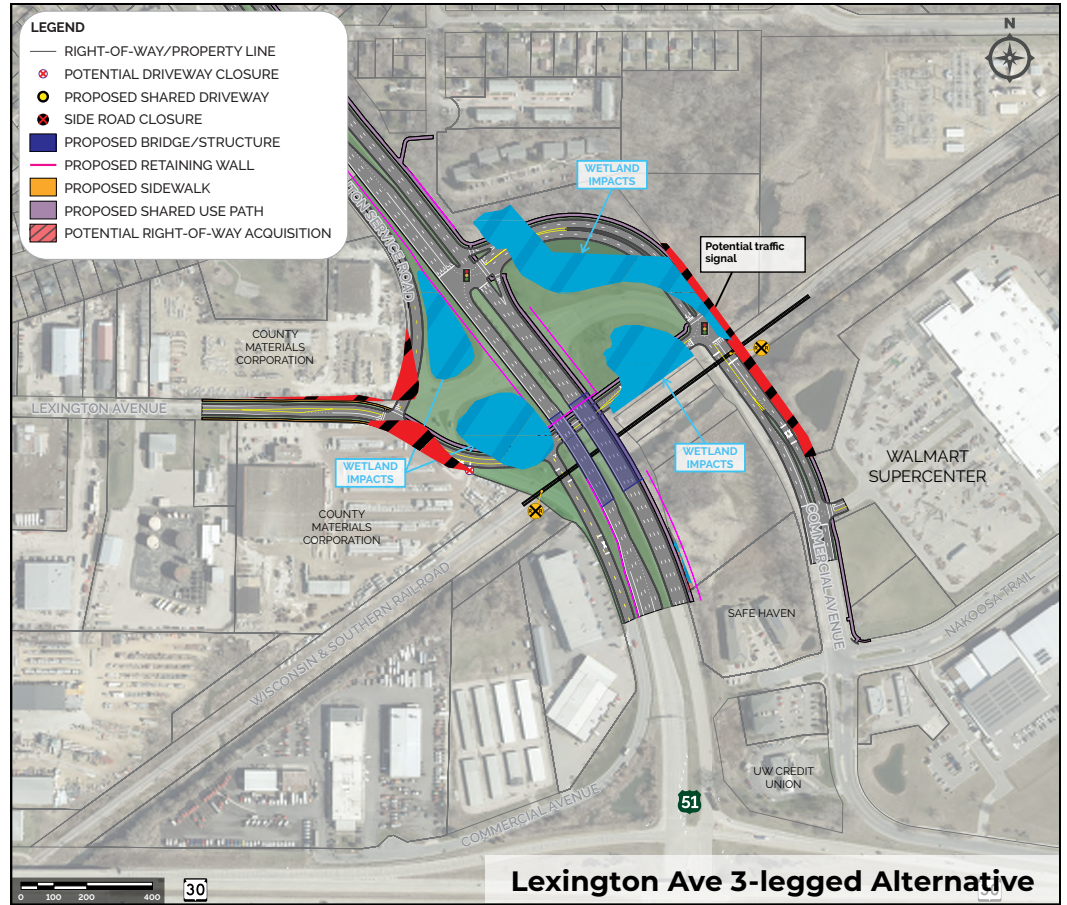 LEGEND
RIGHT-OF-WAY/PROPERTY LINE
POTENTIAL DRIVEWAY CLOSURE
PROPOSED SHARED DRIVEWAY
SIDE ROAD CLOSURE
PROPOSED BRIDGE/STRUCTURE
PROPOSED RETAINING WALL
PROPOSED SIDEWALK
PROPOSED SHARED USE PATH
POTENTIAL RIGHT-OF-WAY ACQUISITION
N
WETLAND
IMPACTS
TON SERVICE ROAD
Potential traffic
signal
COUNTY
MATERIALS
CORPORATION
LEXINGTON AVENUE
WETLAND
IMPACTS
WETLAND
IMPACTS
WALMART
SUPERCENTER
COUNTY
MATERIALS
CORPORATION
COMMERCIAL AVENUE
WISCONSIN & SOUTHERN RAILROAD
SAFE HAVEN
NAKOOSA TRAIL
UW CREDIT
UNION
51
COMMERCIAL AVENUE
Lexington Ave 3-legged Alternative
30
30
0 100 200 400